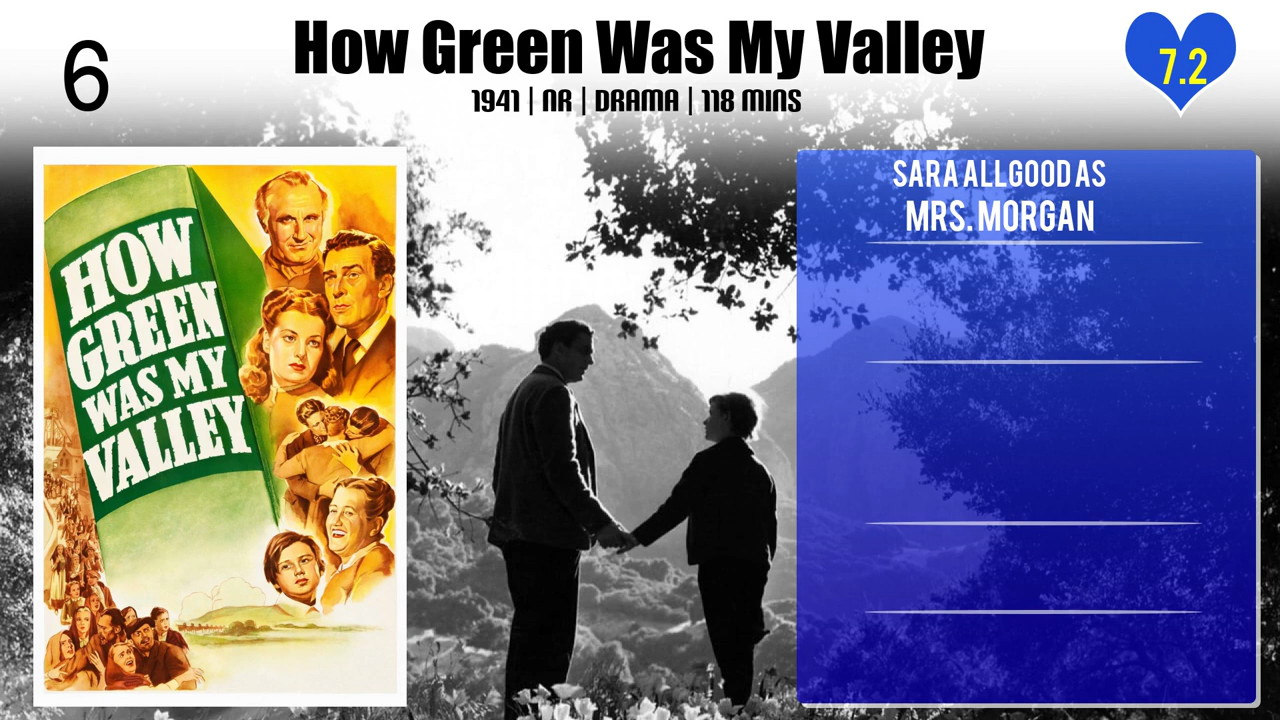 6
How Green Was My Valley
1941 | NR | DRAMA | 118 MINS
7.2
HOW
GREEN
WAS MY
VALLEY
SARA ALLGOOD AS
MRS. MORGAN